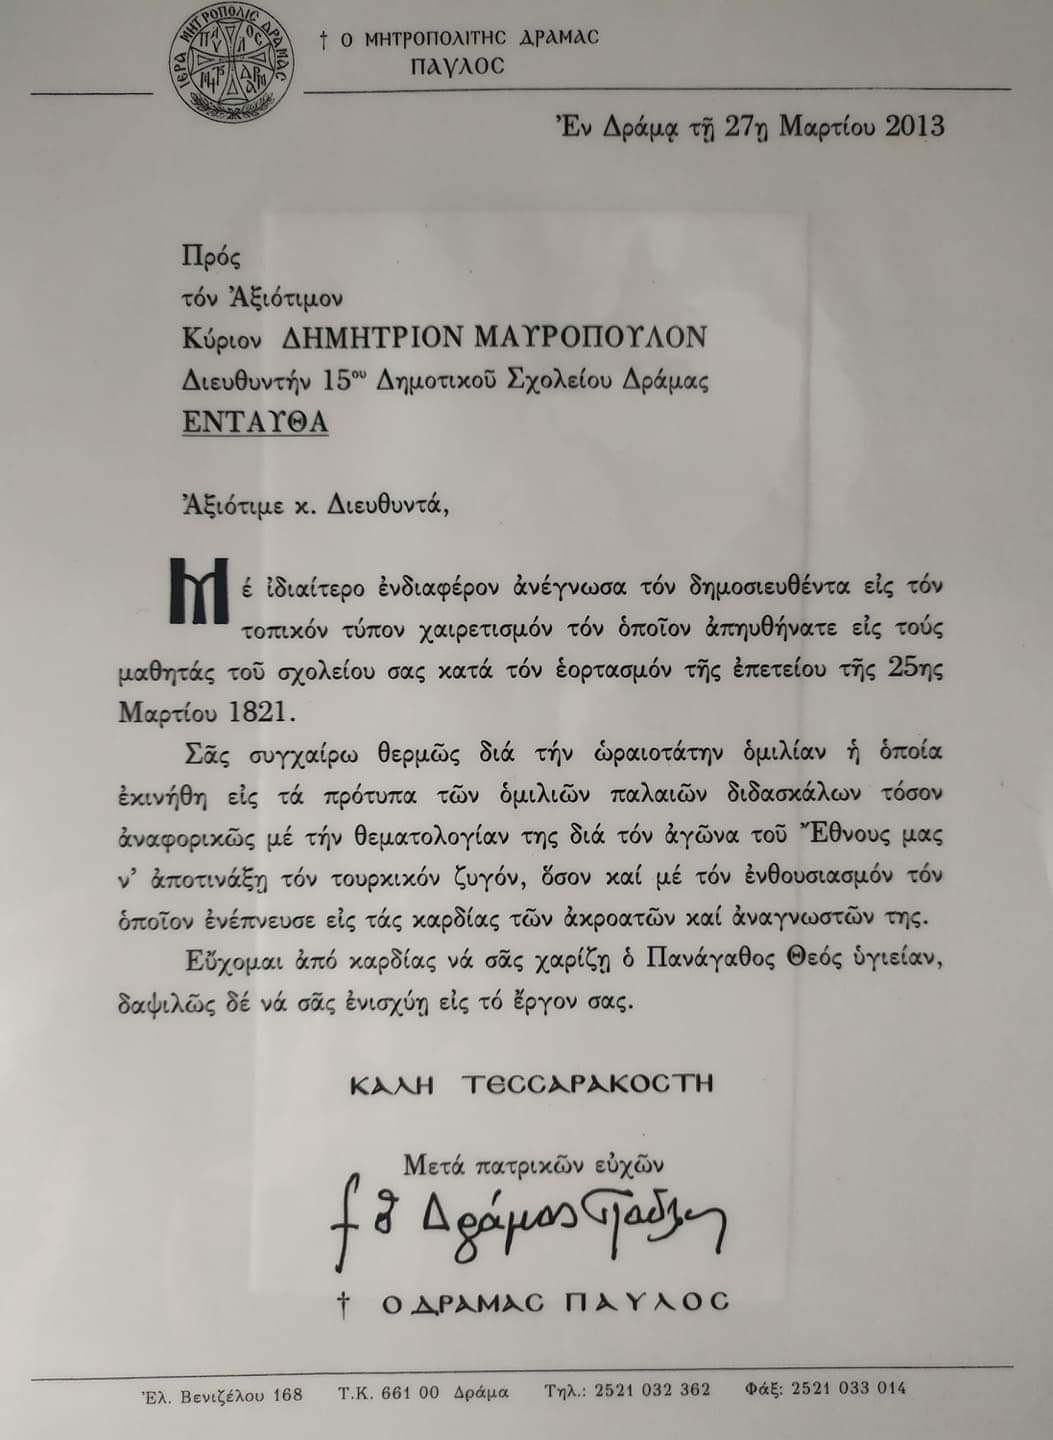 ΙΕΡΑ ΜΗΤΡΟΠΟΛΙΣ ΔΡΑΜΑΣ
† Ο ΜΗΤΡΟΠΟΛΙΤΗΣ ΔΡΑΜΑΣ
ΠΑΥΛΟΣ
Ἐν Δράμᾳ τῇ 27ῃ Μαρτίου 2013
Πρός
τόν Ἀξιότιμον
Κύριον ΔΗΜΗΤΡΙΟΝ ΜΑΥΡΟΠΟΥΛΟΝ
Διευθυντήν 15ου Δημοτικοῦ Σχολείου Δράμας
ΕΝΤΑΥΘΑ
Ἀξιότιμε κ. Διευθυντά,
Μέ ἰδιαίτερο ἐνδιαφέρον ἀνέγνωσα τόν δημοσιευθέντα εἰς τόν
τοπικόν τύπον χαιρετισμόν τόν ὁποῖον ἀπηυθήνατε εἰς τούς
μαθητάς τοῦ σχολείου σας κατά τόν ἑορτασμόν τῆς ἐπετείου τῆς 25ης
Μαρτίου 1821.
Σᾶς συγχαίρω θερμῶς διά τήν ὡραιοτάτην ὁμιλίαν ἡ ὁποία
ἐκινήθη εἰς τά πρότυπα τῶν ὁμιλιῶν παλαιῶν διδασκάλων τόσον
ἀναφορικῶς μέ τήν θεματολογίαν της διά τόν ἀγῶνα τοῦ Ἔθνους μας
ν’ ἀποτινάξῃ τόν τουρκικόν ζυγόν, ὅσον καί μέ τόν ἐνθουσιασμόν τόν
ὁποῖον ἐνέπνευσε εἰς τάς καρδίας τῶν ἀκροατῶν καί ἀναγνωστῶν της.
Εὔχομαι ἀπό καρδίας νά σᾶς χαρίζῃ ὁ Πανάγαθος Θεός ὑγιείαν,
δαψιλῶς δέ νά σᾶς ἐνισχύῃ εἰς τό ἔργον σας.
ΚΑΛΗ ΤΕΣΣΑΡΑΚΟΣΤΗ
Μετά πατρικῶν εὐχῶν
† ὁ Δράμας Παῦλος
† Ο ΔΡΑΜΑΣ ΠΑΥΛΟΣ
Ἐλ. Βενιζέλου 168 Τ.Κ. 661 00 Δράμα Τηλ.: 2521 032 362 Φάξ: 2521 033 014